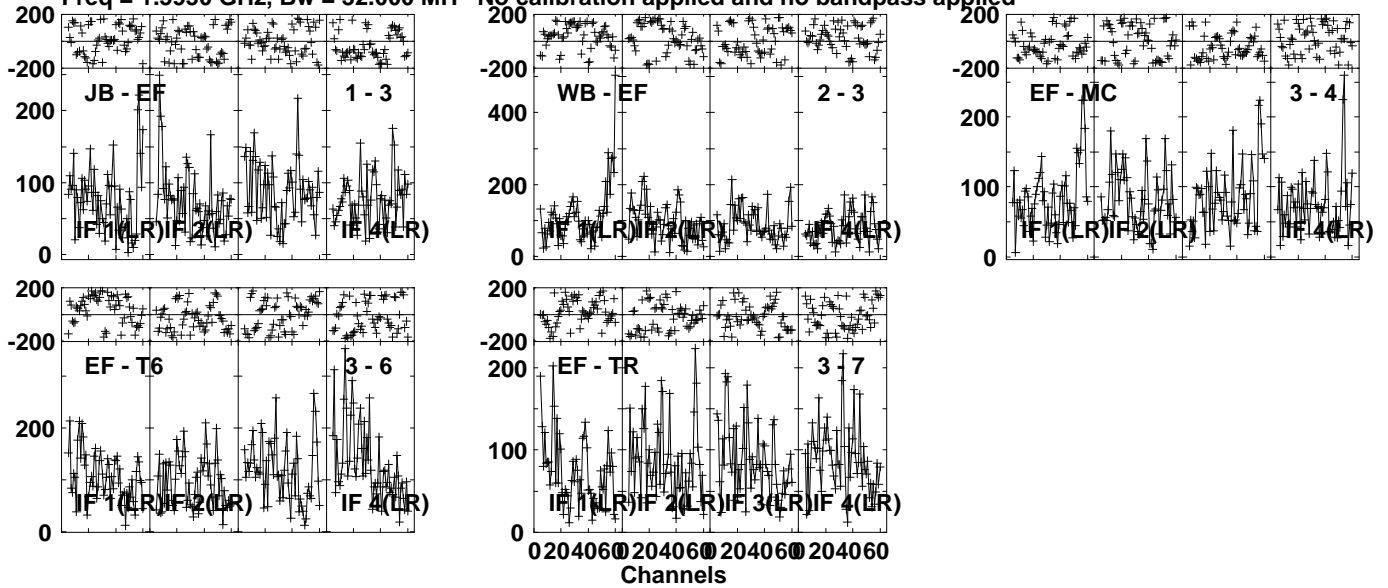 Freq = 1.5950 GHz, Bw = 32.000 MH No calibration applied and no bandpass applied
200 200 200
-200 -200 -200
JB - EF 1 - 3 WB - EF 2 - 3 EF - MC 3 - 4
200 400 200
100 200 100
IF 1(LR) IF 2(LR) IF 4(LR) IF 1(LR) IF 2(LR) IF 4(LR) IF 1(LR) IF 2(LR) IF 4(LR)
0 0 0
200 200
-200 -200
EF - T6 3 - 6 EF - TR 3 - 7
200 200
100
IF 1(LR) IF 2(LR) IF 4(LR) IF 1(LR) IF 2(LR) IF 3(LR) IF 4(LR)
0 0
0 20 40 60 0 20 40 60 0 20 40 60 0 20 40 60
Channels